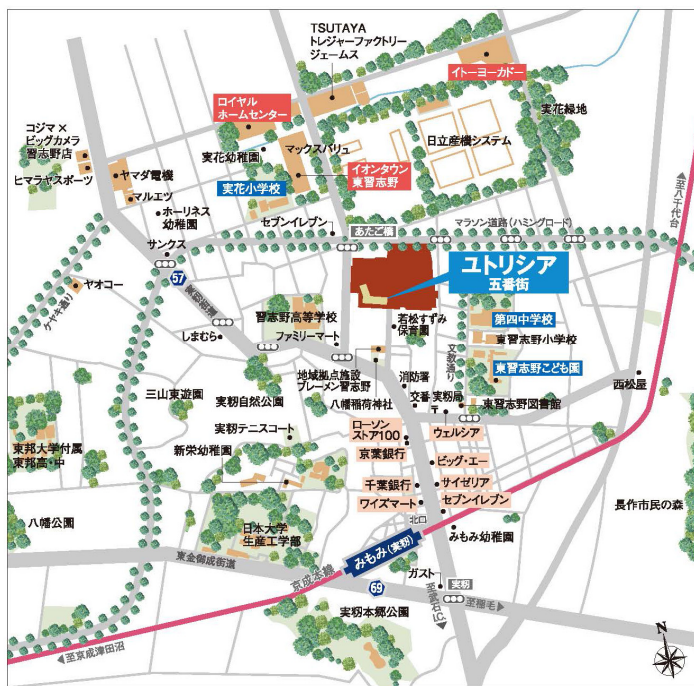 TSUTAYA
トレジャーファクトリー
ジェームス
イトーヨーカドー
ロイヤル
ホームセンター
実花緑地
コジマ×
ビッグカメラ
習志野店
マックスバリュ
日立産機システム
実花幼稚園
ヒマラヤスポーツ
ヤマダ電機
イオンタウン
東習志野
実花小学校
マルエツ
至八千代台
ホーリネス
幼稚園
セブンイレブン
あたご橋
マラソン道路(ハミングロード)
サンクス
ユトリシア
五番街
57
ヤオコー
ケヤキ通り
習志野高等学校
若松すずみ
保育園
第四中学校
しまむら
ファミリーマート
東習志野小学校
文教通り
地域拠点施設
ブレーメン習志野
消防署
東習志野こども園
三山東遊園
実籾自然公園
八幡稲荷神社
交番
実籾局
〒
東習志野図書館
西松屋
実籾テニスコート
ローソン
ストア100
ウェルシア
東邦大学付属
東邦高・中
新栄幼稚園
京葉銀行
ビッグ・エー
千葉銀行
サイゼリア
ワイズマート
セブンイレブン
長作市民の森
八幡公園
日本大学
生産工学部
北口
みもみ幼稚園
みもみ(実籾)
東金御成街道
京成本線
69
ガスト
実籾
至稲毛
実籾本郷公園
至京成津田沼
N